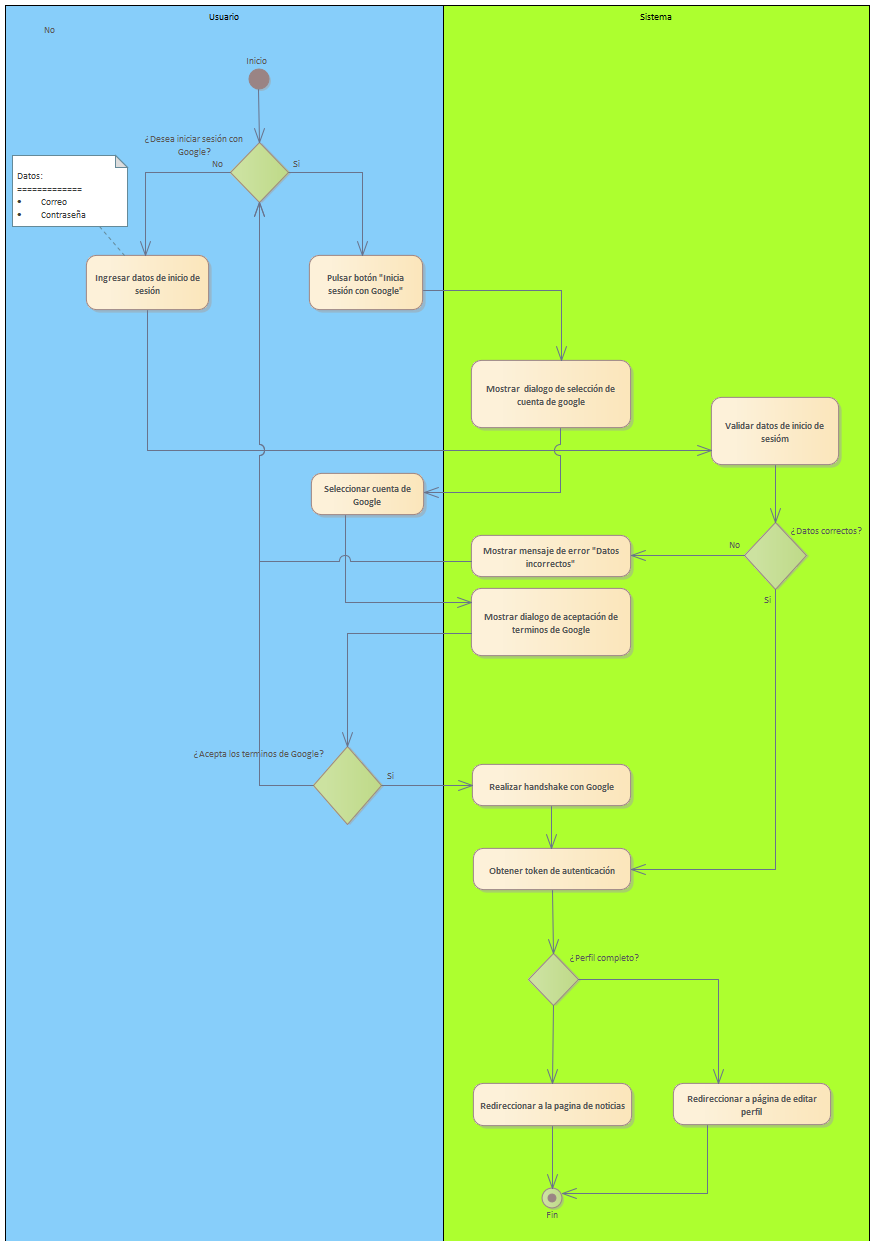 Usuario
Sistema
No
Inicio
¿Desea iniciar sesión con
Google?
No
Si
Datos:
=============
• Correo
• Contraseña
Ingresar datos de inicio de
sesión
Pulsar botón "Inicia
sesión con Google"
Mostrar dialogo de selección de
cuenta de google
Validar datos de inicio de
sesióm
Seleccionar cuenta de
Google
¿Datos correctos?
No
Mostrar mensaje de error "Datos
incorrectos"
Si
Mostrar dialogo de aceptación de
terminos de Google
¿Acepta los terminos de Google?
Si
Realizar handshake con Google
Obtener token de autenticación
¿Perfil completo?
Redireccionar a la pagina de noticias
Redireccionar a página de editar
perfil
Fin